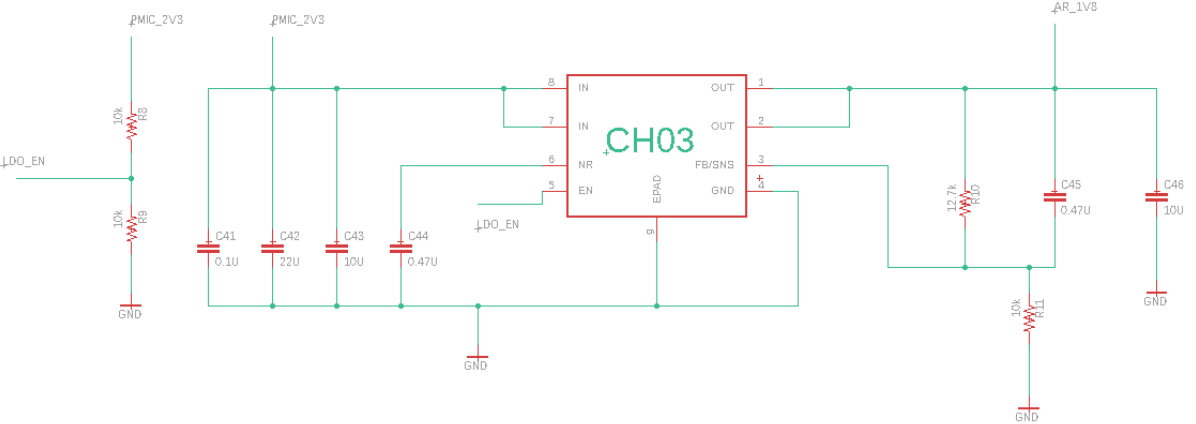 PMIC_2V3
PMIC_2V3
AR_1V8
8
IN
OUT
1
10k
R8
7
IN
OUT
2
CH03
LDO_EN
6
NR
FB/SNS
3
5
EN
EPAD
GND
4
12.7k
R10
C45
0.47U
C46
10U
10k
R9
LDO_EN
9
C41
0.1U
C42
22U
C43
10U
C44
0.47U
GND
GND
10k
R11
GND
GND